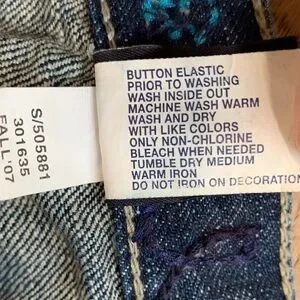 BUTTON ELASTIC
PRIOR TO WASHING
WASH INSIDE OUT
MACHINE WASH WARM
WASH AND DRY
WITH LIKE COLORS
ONLY NON-CHLORINE
BLEACH WHEN NEEDED
TUMBLE DRY MEDIUM
WARM IRON
DO NOT IRON ON DECORATION
S/505881
301635
FALL'07